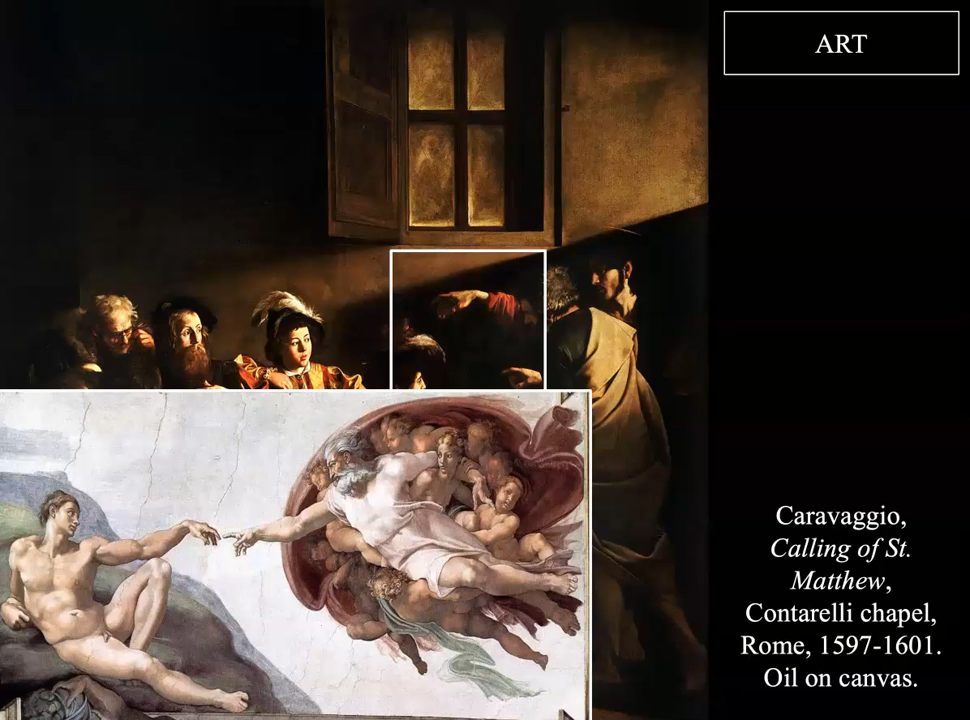 ART
Caravaggio,
Calling of St.
Matthew,
Contarelli chapel,
Rome, 1597-1601.
Oil on canvas.